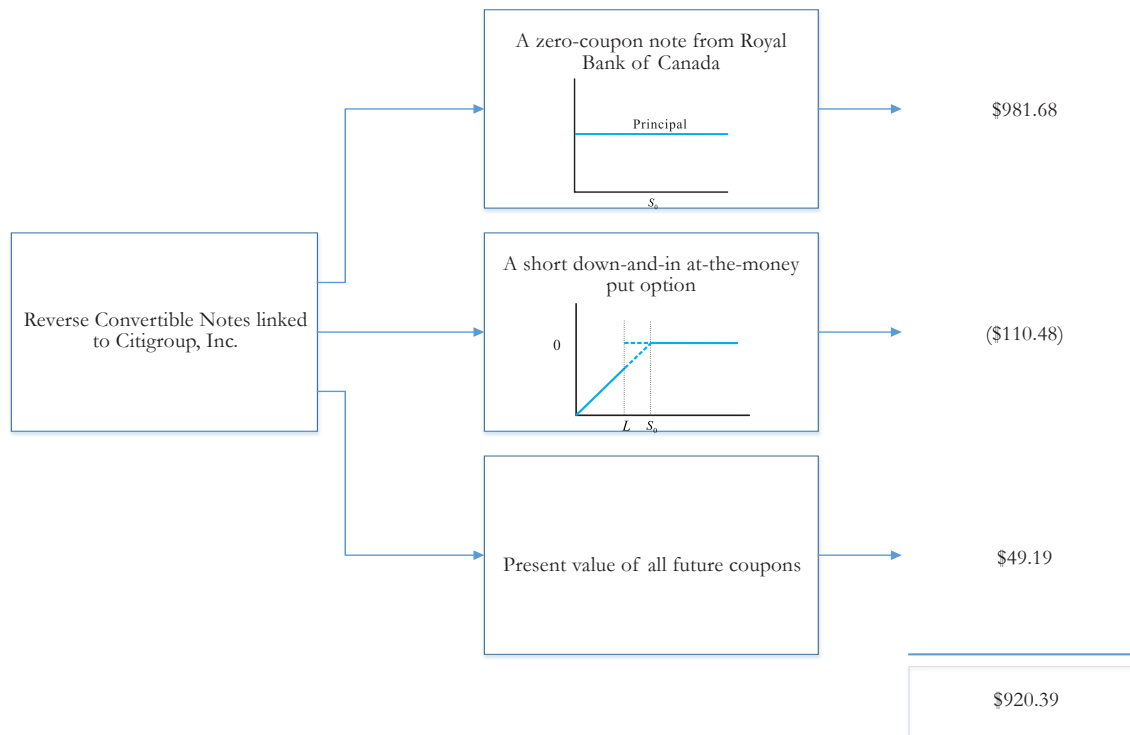 A zero-coupon note from Royal
Bank of Canada
Principal
S₀
$981.68
Reverse Convertible Notes linked
to Citigroup, Inc.
A short down-and-in at-the-money
put option
0
L S₀
($110.48)
Present value of all future coupons
$49.19
$920.39